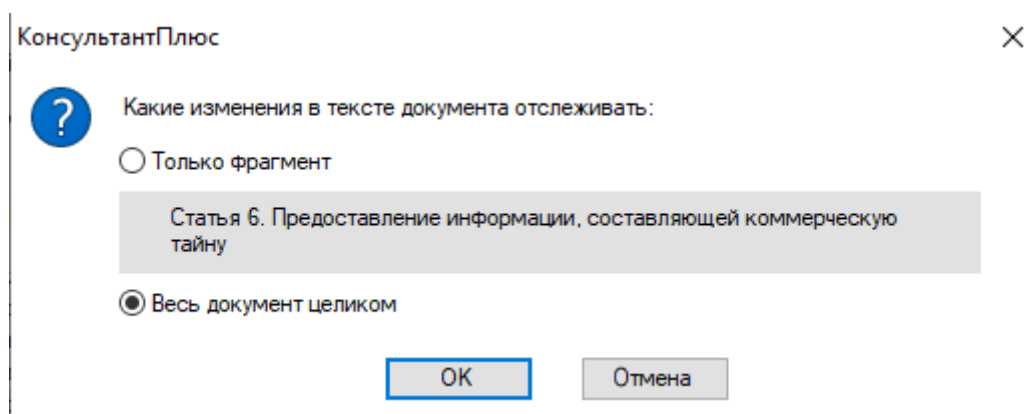 КонсультантПлюс
Какие изменения в тексте документа отслеживать:
Только фрагмент
Статья 6. Предоставление информации, составляющей коммерческую
тайну
Весь документ целиком
OK
Отмена